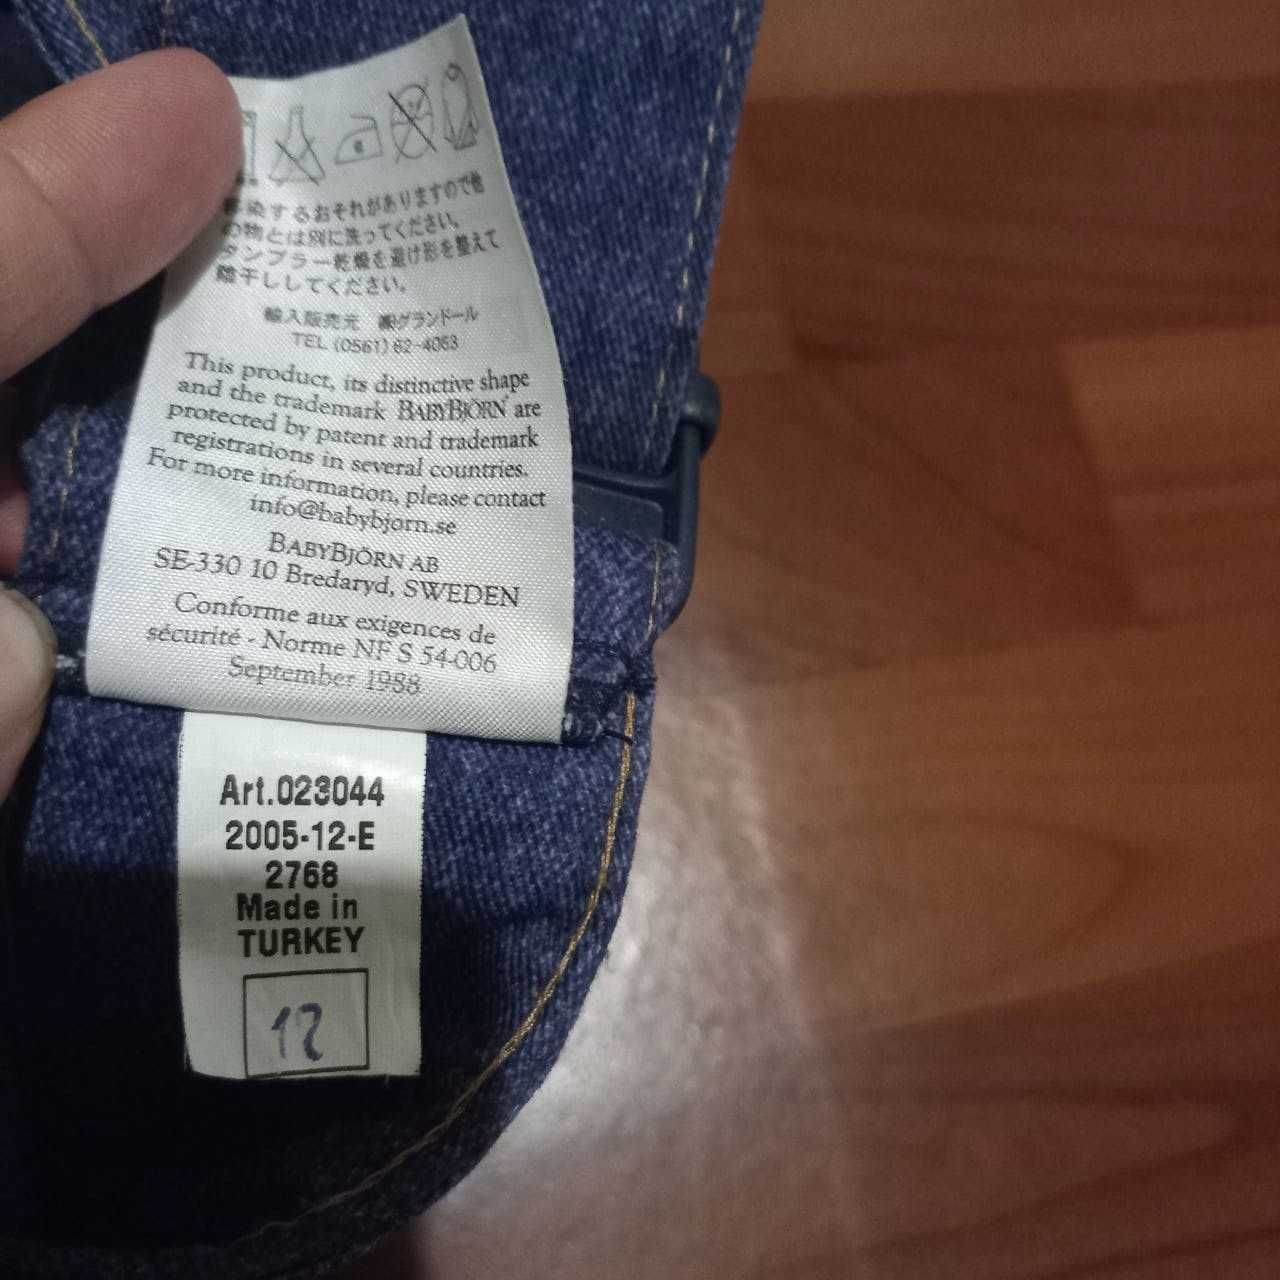 染するおそれがありますので他
の物とは別に洗ってください。
タンブラー乾燥を避け形を整えて
陰干ししてください。
輸入販売元 ㈱グランドール
TEL (0561) 62-4063
This product, its distinctive shape
and the trademark BABYBJÖRN® are
protected by patent and trademark
registrations in several countries.
For more information, please contact
info@babybjorn.se
BABYBJÖRN AB
SE-330 10 Bredaryd, SWEDEN
Conforme aux exigences de
sécurité - Norme NF S 54-006
September 1988
Art.023044
2005-12-E
2768
Made in
TURKEY
12